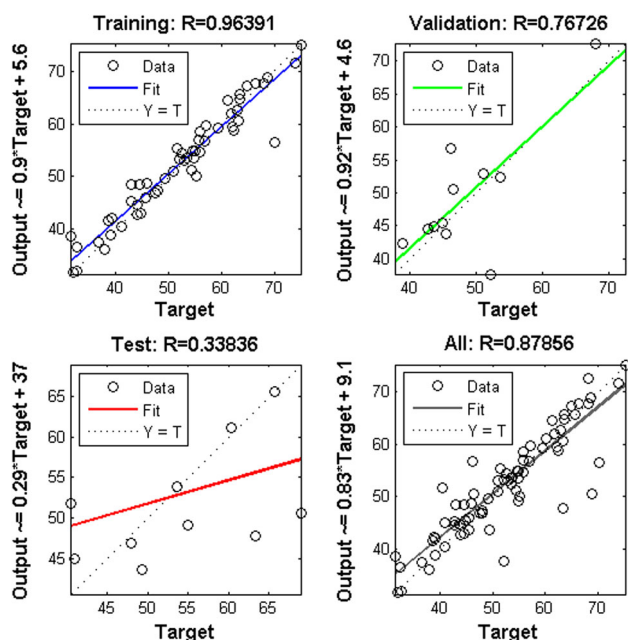 Training: R=0.96391
Output ~= 0.9*Target + 5.6
70
60
50
40
Data
Fit
Y = T
40
50
60
70
Target
Validation: R=0.76726
Output ~= 0.92*Target + 4.6
70
65
60
55
50
45
40
Data
Fit
Y = T
40
50
60
70
Target
Test: R=0.33836
Output ~= 0.29*Target + 37
65
60
55
50
45
Data
Fit
Y = T
45
50
55
60
65
Target
All: R=0.87856
Output ~= 0.83*Target + 9.1
70
60
50
40
Data
Fit
Y = T
40
50
60
70
Target